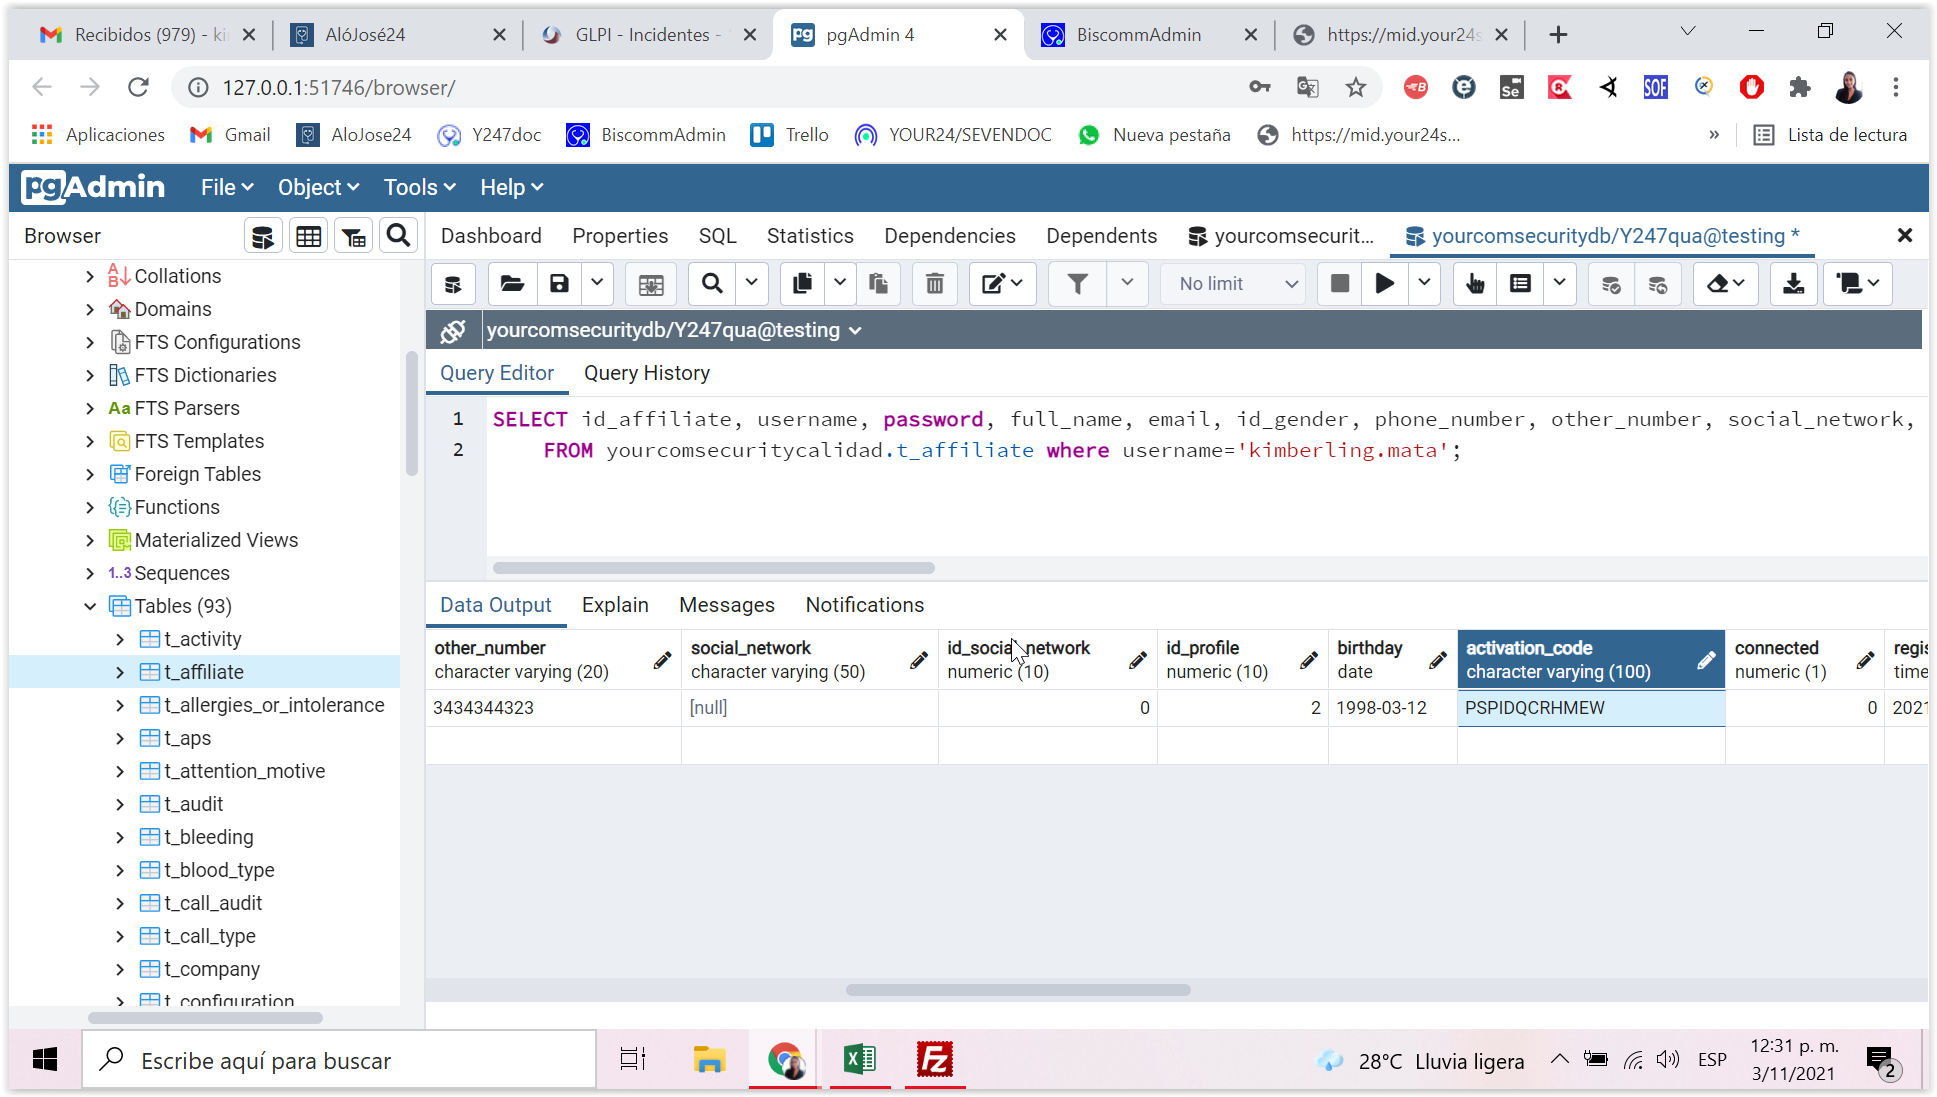 Recibidos (979) - ki
AlóJosé24
GLPI - Incidentes -
pgAdmin 4
BiscommAdmin
https://mid.your24s
127.0.0.1:51746/browser/
Aplicaciones
Gmail
AloJose24
Y247doc
BiscommAdmin
Trello
YOUR24/SEVENDOC
Nueva pestaña
https://mid.your24s...
»
Lista de lectura
pgAdmin
File
Object
Tools
Help
Browser
Dashboard
Properties
SQL
Statistics
Dependencies
Dependents
yourcomsecurit...
yourcomsecuritydb/Y247qua@testing *
No limit
yourcomsecuritydb/Y247qua@testing
Query Editor
Query History
1 SELECT id_affiliate, username, password, full_name, email, id_gender, phone_number, other_number, social_network,
2 FROM yourcomsecuritycalidad.t_affiliate where username='kimberling.mata';
Collations
Domains
FTS Configurations
FTS Dictionaries
Aa FTS Parsers
FTS Templates
Foreign Tables
Functions
Materialized Views
1..3 Sequences
Tables (93)
t_activity
t_affiliate
t_allergies_or_intolerance
t_aps
t_attention_motive
t_audit
t_bleeding
t_blood_type
t_call_audit
t_call_type
t_company
t_configuration
Data Output
Explain
Messages
Notifications
other_number
character varying (20)
social_network
character varying (50)
id_social_network
numeric (10)
id_profile
numeric (10)
birthday
date
activation_code
character varying (100)
connected
numeric (1)
regis
time
3434344323
[null]
0
2
1998-03-12
PSPIDQCRHMEW
0
2021
Escribe aquí para buscar
28°C Lluvia ligera
ESP
12:31 p. m.
3/11/2021
2